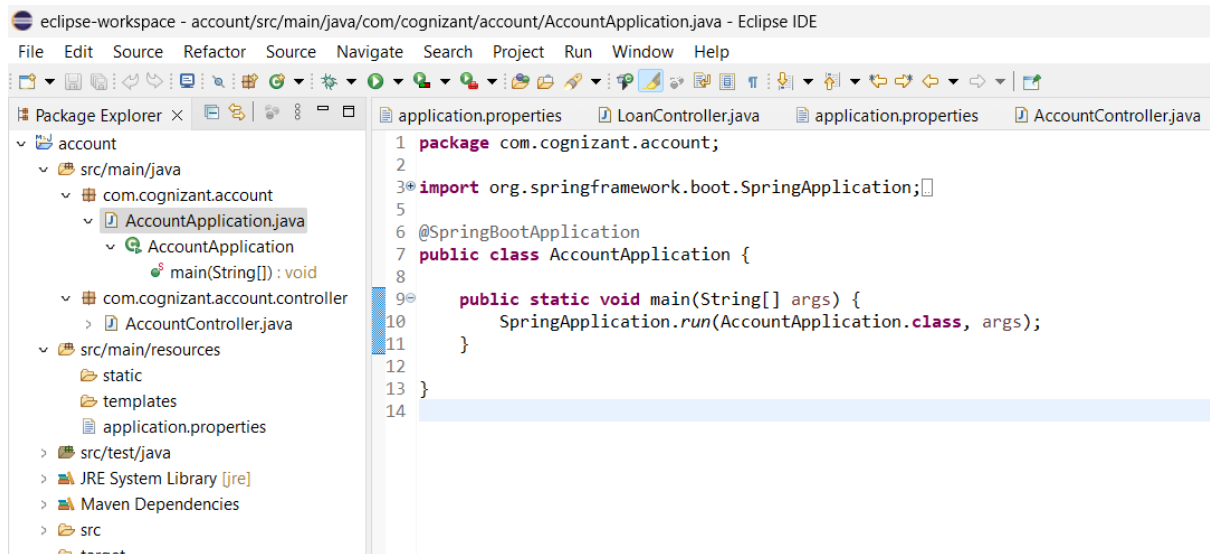 eclipse-workspace - account/src/main/java/com/cognizant/account/AccountApplication.java - Eclipse IDE
File Edit Source Refactor Source Navigate Search Project Run Window Help
Package Explorer
account
src/main/java
com.cognizant.account
AccountApplication.java
AccountApplication
main(String[]) : void
com.cognizant.account.controller
AccountController.java
src/main/resources
static
templates
application.properties
src/test/java
JRE System Library [jre]
Maven Dependencies
src
target
application.properties LoanController.java application.properties AccountController.java
1 package com.cognizant.account;
2
3 import org.springframework.boot.SpringApplication;
5
6 @SpringBootApplication
7 public class AccountApplication {
8
9 public static void main(String[] args) {
10 SpringApplication.run(AccountApplication.class, args);
11 }
12
13 }
14